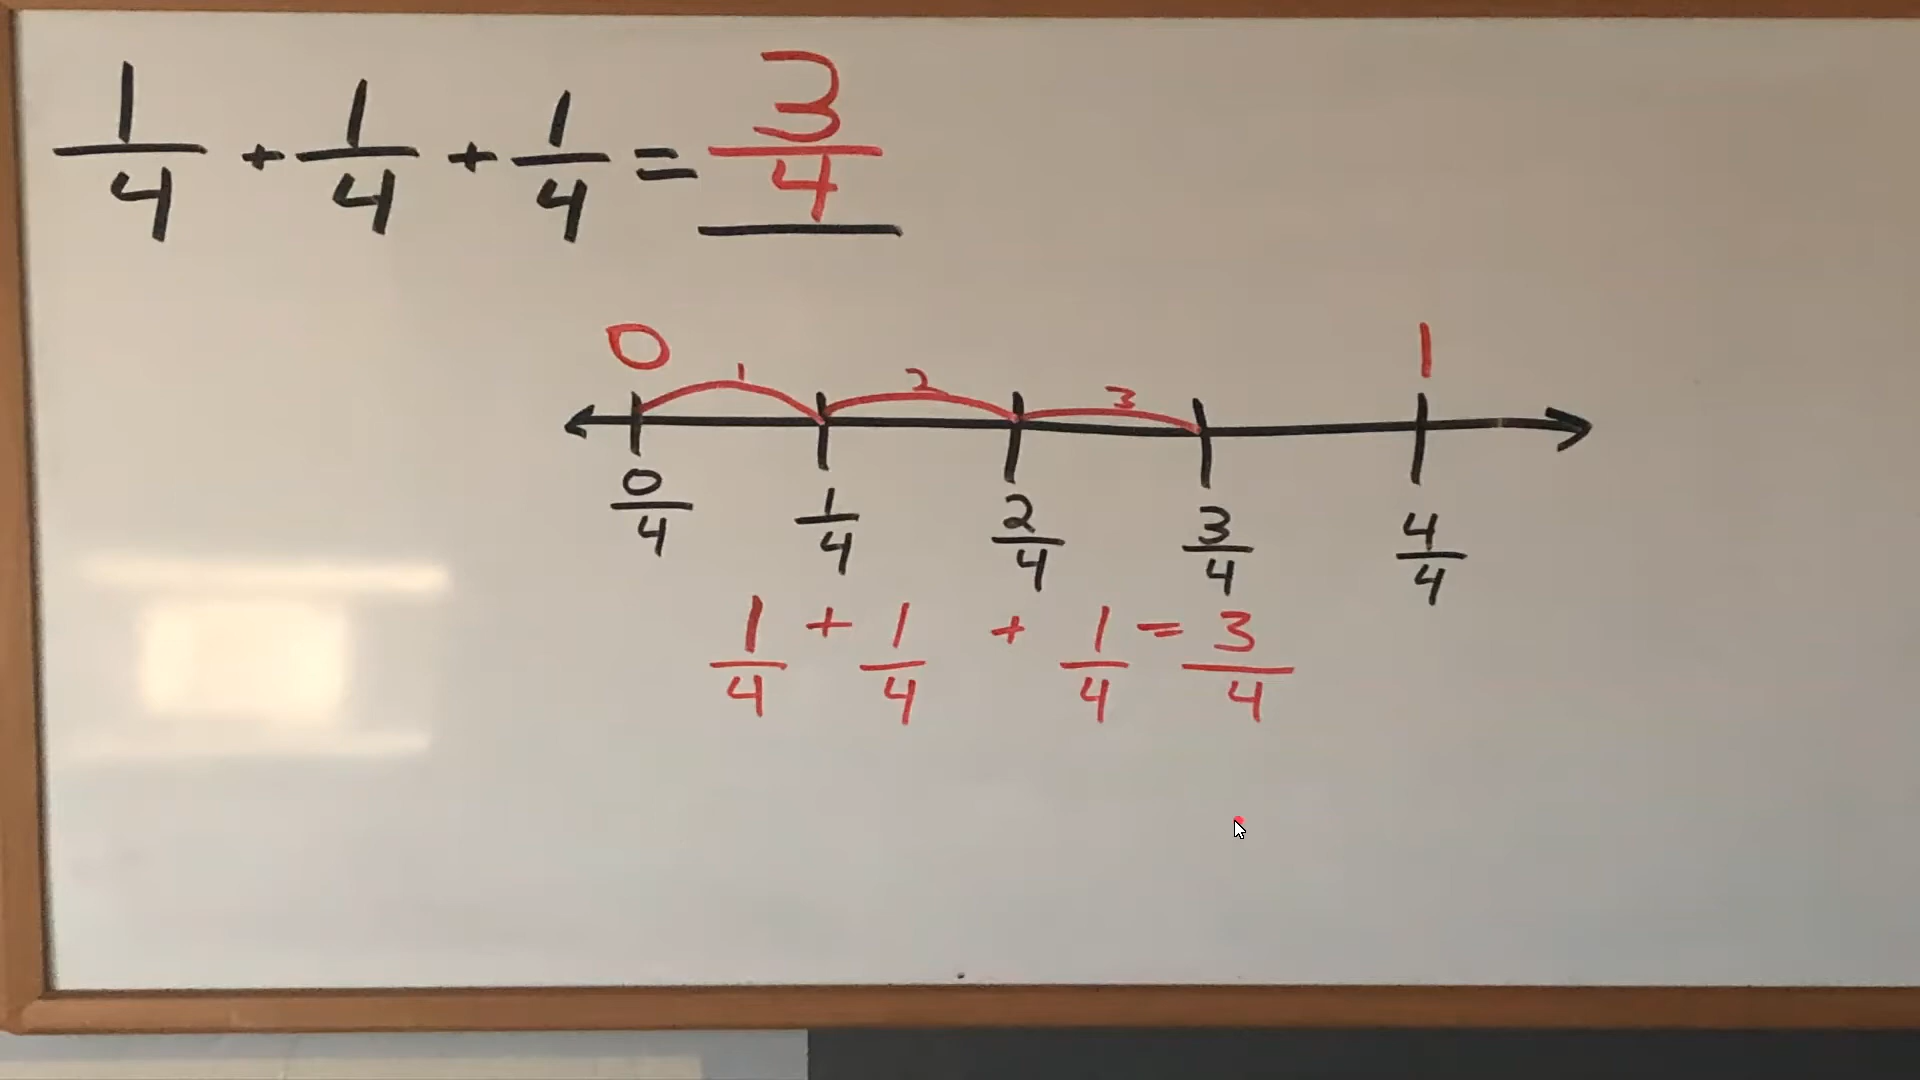 1/4 + 1/4 + 1/4 = 3/4
0 1
1 2 3
0/4 1/4 2/4 3/4 4/4
1/4 + 1/4 + 1/4 = 3/4